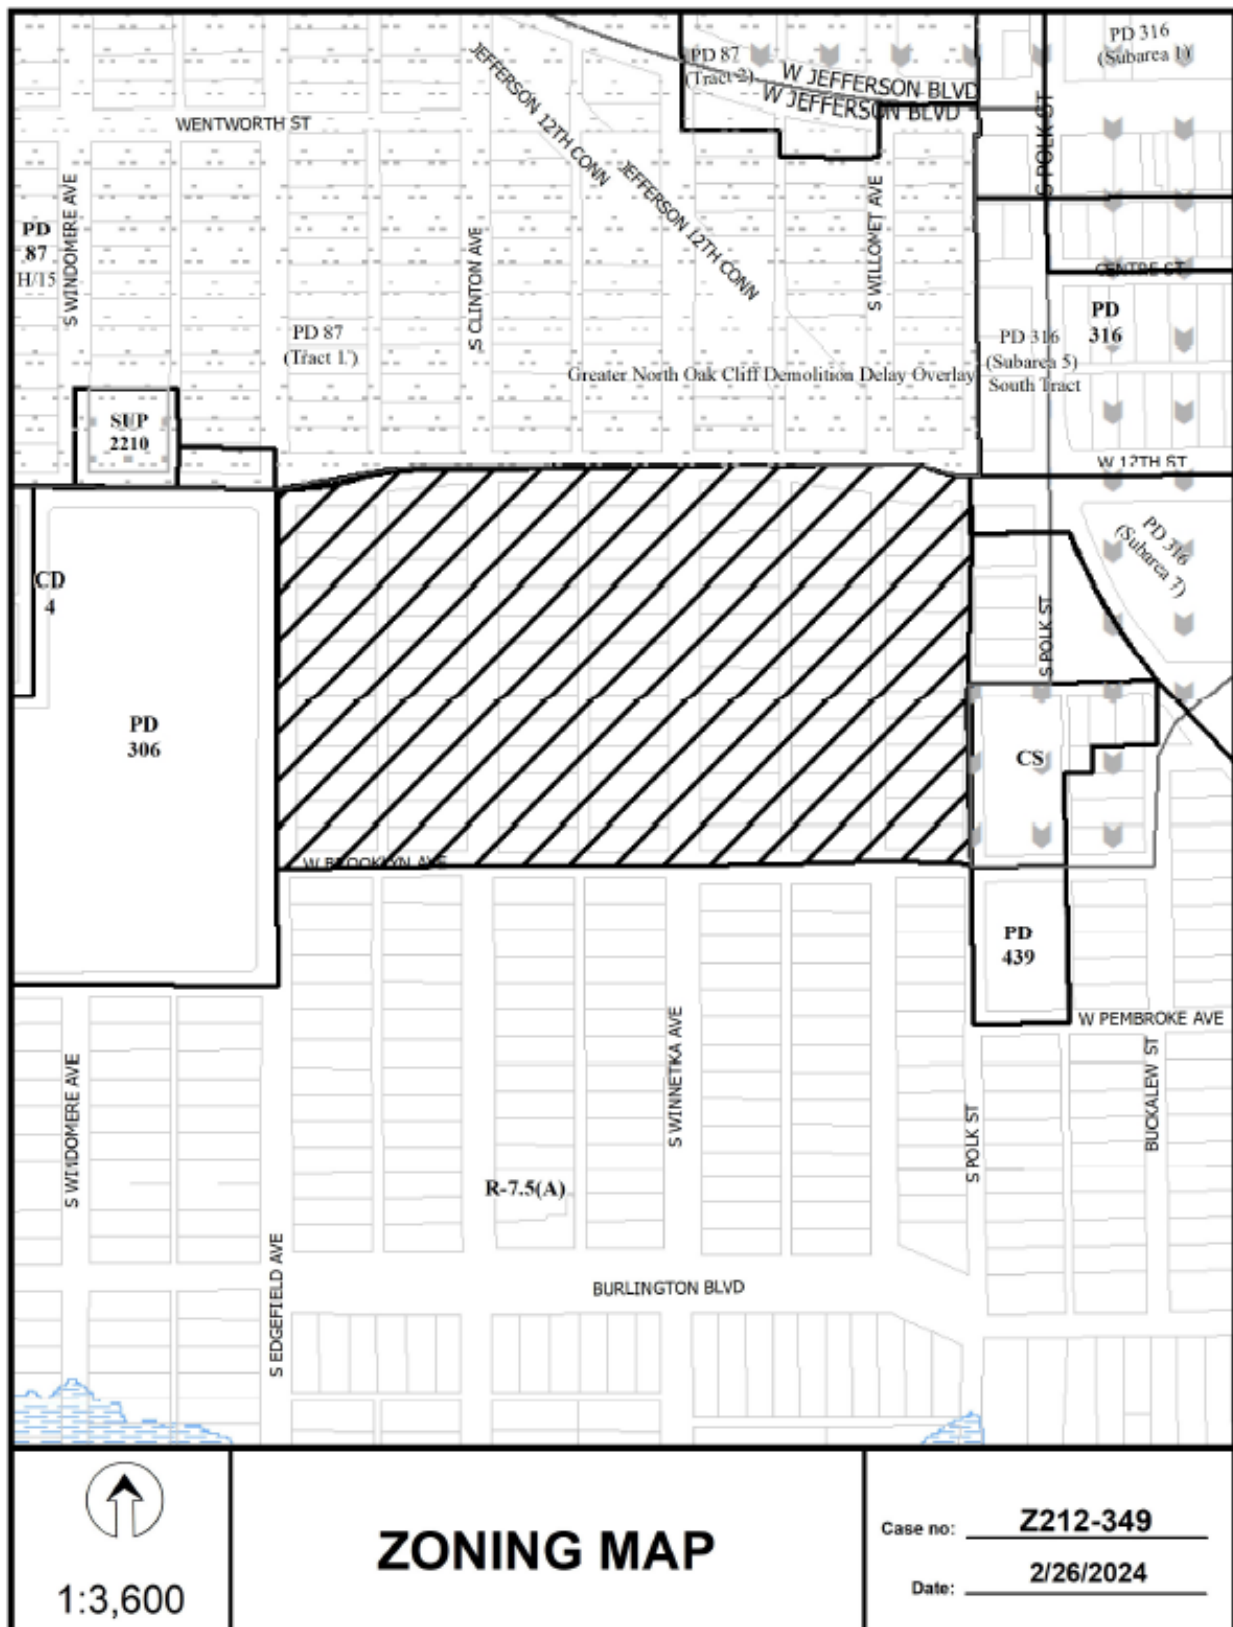 PD 316
(Subarea 1)
PD 87
(Tract 2)
W JEFFERSON BLVD
W JEFFERSON BLVD
JEFFERSON 12TH CONN
WENTWORTH ST
S POLK ST
JEFFERSON 12TH CONN
S WINDOMERE AVE
S WILLOMET AVE
PD
87
H/15
S CLINTON AVE
CENTRE ST
PD
316
PD 87
(Tract 1)
PD 316
(Subarea 5)
South Tract
Greater North Oak Cliff Demolition Delay Overlay
SUP
2210
W 12TH ST
PD 316
(Subarea 7)
CD
4
S POLK ST
PD
306
CS
W BROOKLYN AVE
PD
439
W PEMBROKE AVE
S WINNETKA AVE
S WINDOMERE AVE
BUCKALEW ST
S POLK ST
R-7.5(A)
S EDGEFIELD AVE
BURLINGTON BLVD
1:3,600
ZONING MAP
Case no: Z212-349
Date: 2/26/2024